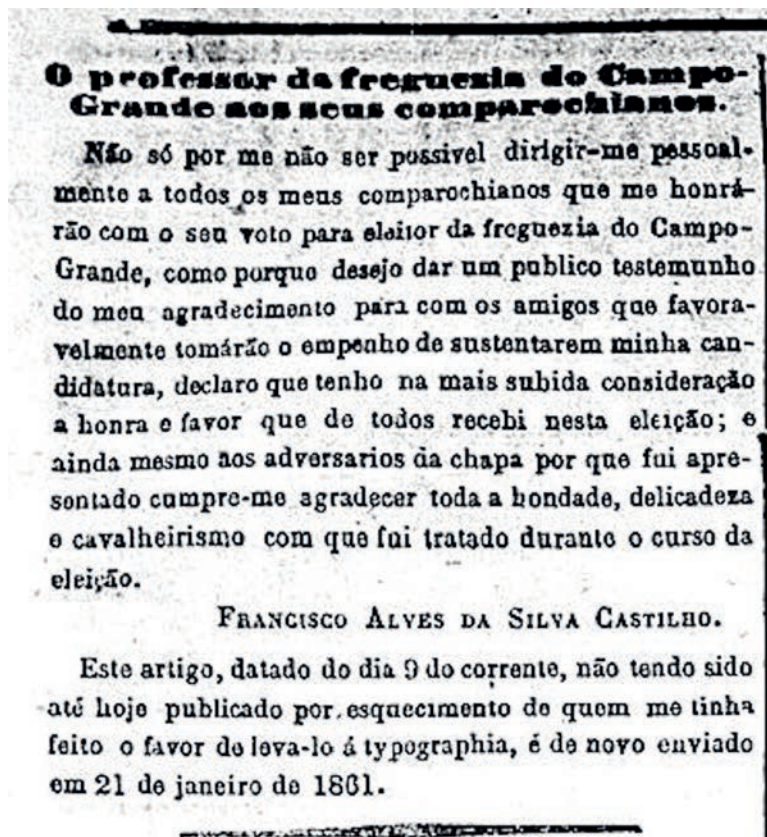 O professor da freguezia do Campo-
Grande aos seus comparochianos.
Não só por me não ser possivel dirigir-me pessoal-
mente a todos os meus comparochianos que me honrá-
rão com o seu voto para eleitor da freguezia do Campo-
Grande, como porque desejo dar um publico testemunho
do meu agradecimento para com os amigos que favora-
velmente tomárão o empenho de sustentarem minha can-
didatura, declaro que tenho na mais subida consideração
a honra e favor que de todos recebi nesta eleição; e
ainda mesmo aos adversarios da chapa por que fui apre-
sentado cumpre-me agradecer toda a bondade, delicadeza
e cavalheirismo com que fui tratado durante o curso da
eleição.
FRANCISCO ALVES DA SILVA CASTILHO.
Este artigo, datado do dia 9 do corrente, não tendo sido
até hoje publicado por esquecimento de quem me tinha
feito o favor de leva-lo á typographia, é de novo enviado
em 21 de janeiro de 1861.